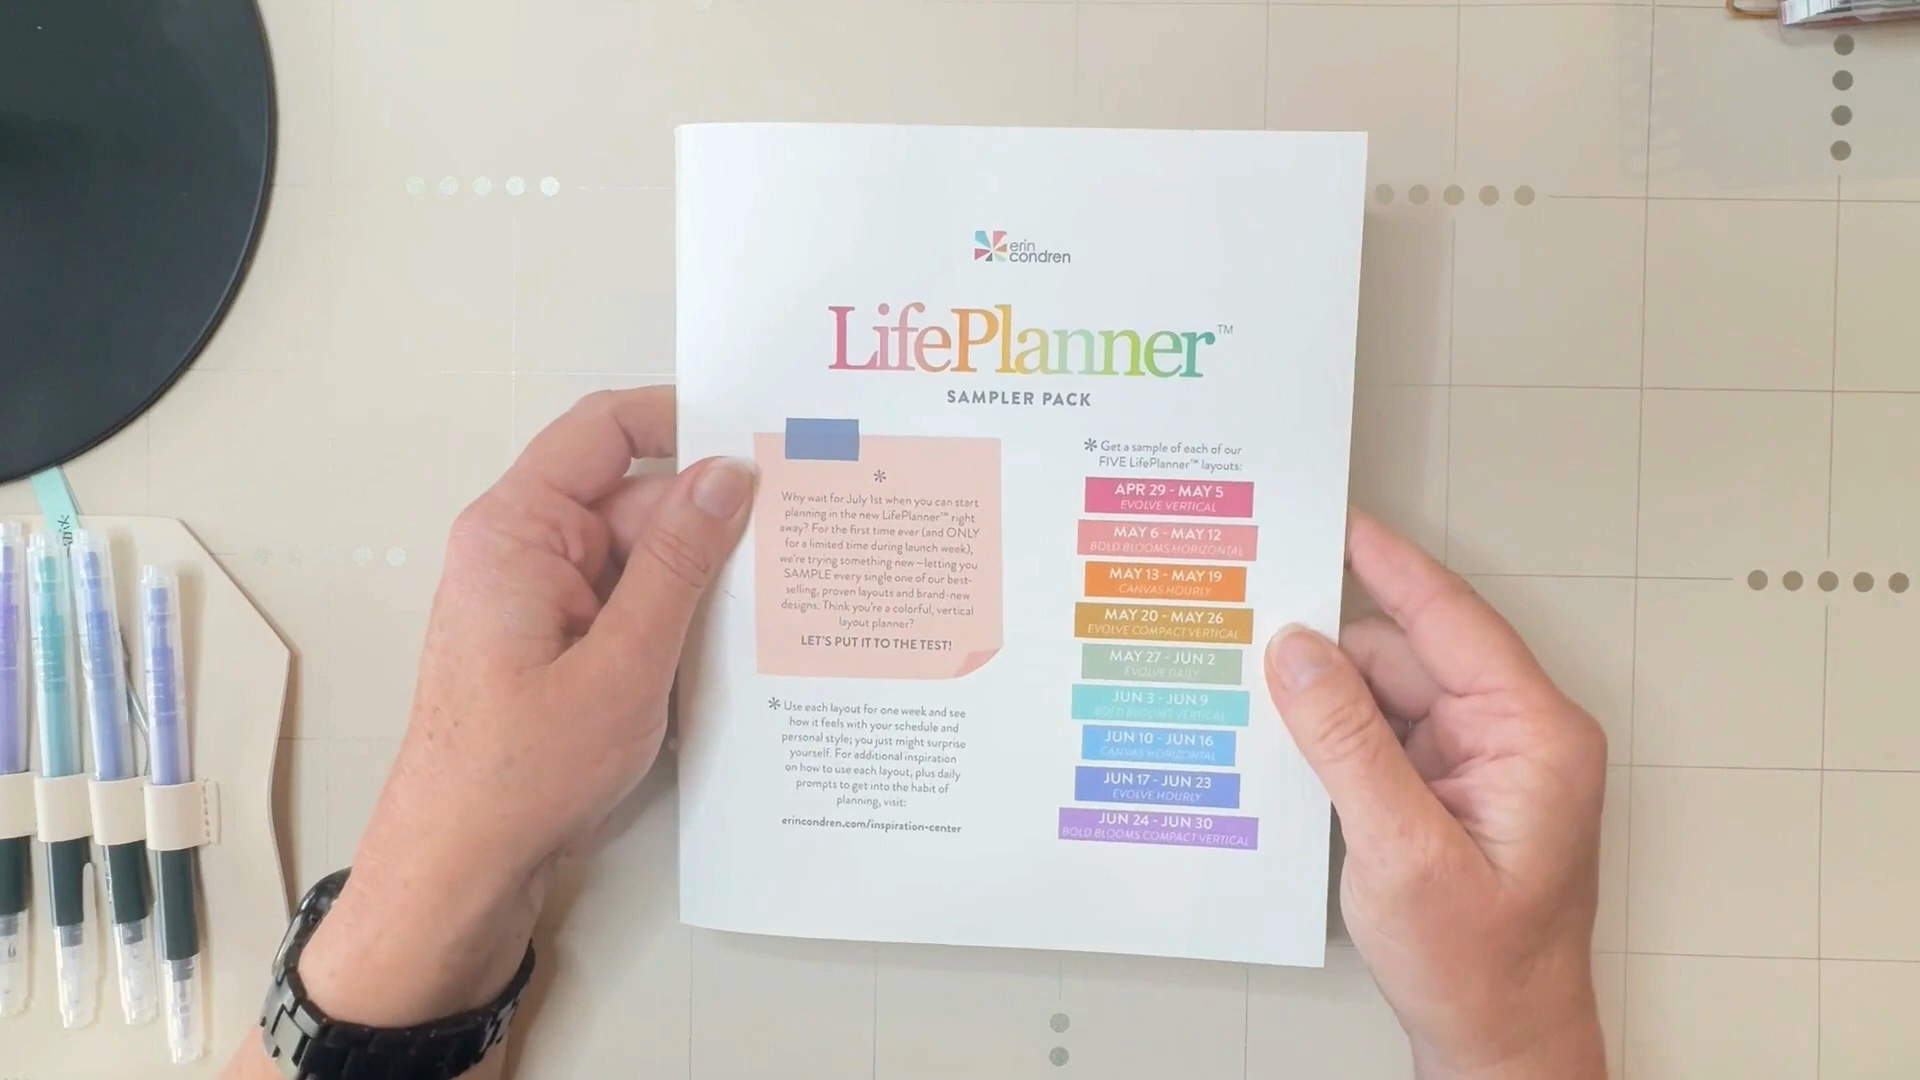 erin
condren
LifePlanner™
SAMPLER PACK
*
Why wait for July 1st when you can start
planning in the new LifePlanner™ right
away? For the first time ever (and ONLY
for a limited time during launch week),
we're trying something new—letting you
SAMPLE every single one of our best-
selling, proven layouts and brand-new
designs. Think you're a colorful, vertical
layout planner?
LET'S PUT IT TO THE TEST!
* Use each layout for one week and see
how it feels with your schedule and
personal style; you just might surprise
yourself. For additional inspiration
on how to use each layout, plus daily
prompts to get into the habit of
planning, visit:
erincondren.com/inspiration-center
* Get a sample of each of our
FIVE LifePlanner™ layouts:
APR 29 - MAY 5
EVOLVE VERTICAL
MAY 6 - MAY 12
BOLD BLOOMS HORIZONTAL
MAY 13 - MAY 19
CANVAS HOURLY
MAY 20 - MAY 26
EVOLVE COMPACT VERTICAL
MAY 27 - JUN 2
EVOLVE DAILY
JUN 3 - JUN 9
BOLD BLOOMS VERTICAL
JUN 10 - JUN 16
CANVAS HORIZONTAL
JUN 17 - JUN 23
EVOLVE HOURLY
JUN 24 - JUN 30
BOLD BLOOMS COMPACT VERTICAL